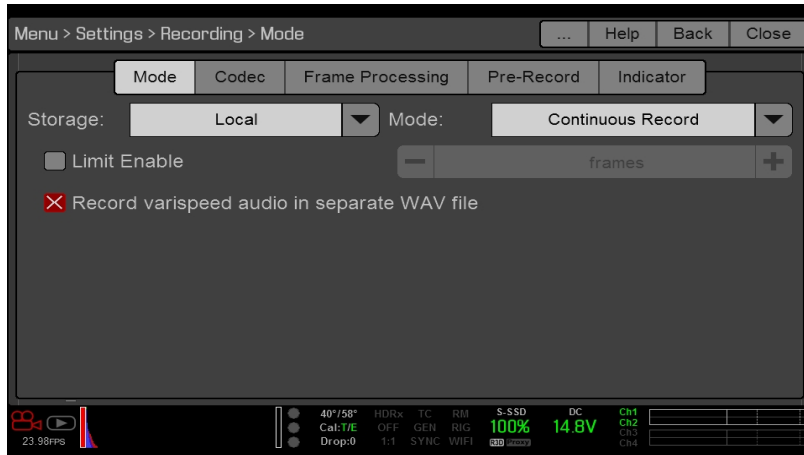 Menu > Settings > Recording > Mode ... Help Back Close
Mode Codec Frame Processing Pre-Record Indicator
Storage: Local Mode: Continuous Record
Limit Enable frames
Record varispeed audio in separate WAV file
40°/58° HDRx TC RM S-SSD DC Ch1
Cal:T/E OFF GEN RIG 100% 14.8V Ch2
23.98FPS Drop:0 1:1 SYNC WIFI R3D Proxy Ch3
Ch4